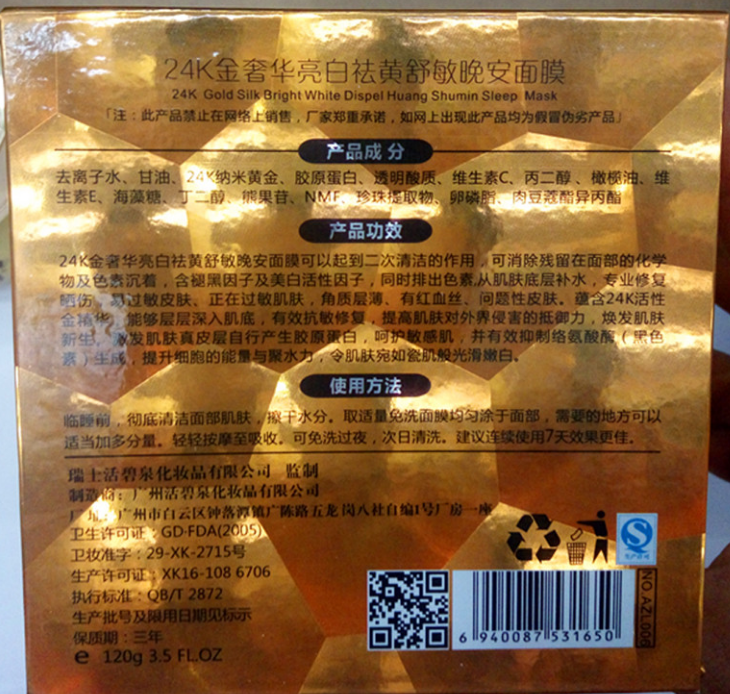 24K金奢华亮白祛黄舒敏晚安面膜
24K Gold Silk Bright White Dispel Huang Shumin Sleep Mask
「注：此产品禁止在网络上销售，厂家郑重承诺，如网上出现此产品均为假冒伪劣产品」
产品成分
去离子水、甘油、24K纳米黄金、胶原蛋白、透明酸质、维生素C、丙二醇、橄榄油、维
生素E、海藻糖、丁二醇、熊果苷、NMF、珍珠提取物、卵磷脂、肉豆蔻酯异丙酯
产品功效
24K金奢华亮白祛黄舒敏晚安面膜可以起到二次清洁的作用，可消除残留在面部的化学
物及色素沉着，含褪黑因子及美白活性因子，同时排出色素,从肌肤底层补水，专业修复
晒伤、易过敏皮肤、正在过敏肌肤，角质层薄、有红血丝、问题性皮肤。蕴含24K活性
金精华，能够层层深入肌底，有效抗敏修复，提高肌肤对外界侵害的抵御力，焕发肌肤
新生，激发肌肤真皮层自行产生胶原蛋白，呵护敏感肌，并有效抑制络氨酸酶（黑色
素）生成，提升细胞的能量与聚水力，令肌肤宛如瓷肌般光滑嫩白。
使用方法
临睡前，彻底清洁面部肌肤，擦干水分。取适量免洗面膜均匀涂于面部，需要的地方可以
适当加多分量。轻轻按摩至吸收。可免洗过夜，次日清洗。建议连续使用7天效果更佳。
瑞士活碧泉化妆品有限公司 监制
制造商：广州活碧泉化妆品有限公司
厂址：广州市白云区钟落潭镇广陈路五龙岗八社自编1号厂房一座
卫生许可证：GD-FDA(2005)
卫妆准字：29-XK-2715号
生产许可证：XK16-108 6706
执行标准：QB/T 2872
生产批号及限用日期见标示
保质期：三年
e 120g 3.5 FL.OZ
生产许可
6 940087 531650
NO AZL006